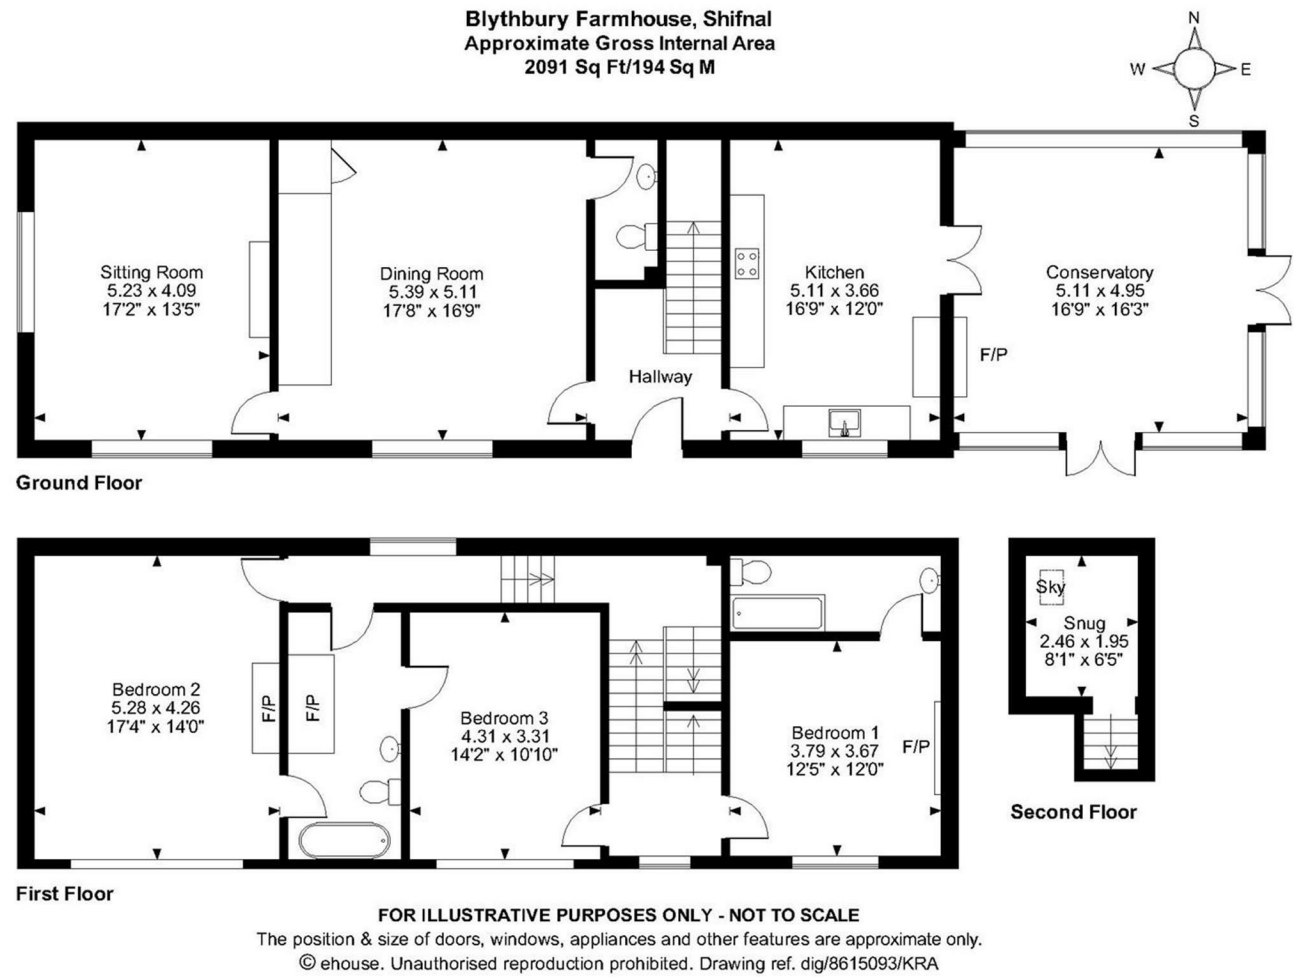 Blythbury Farmhouse, Shifnal
Approximate Gross Internal Area
2091 Sq Ft/194 Sq M
N
W
E
S
Sitting Room
5.23 x 4.09
17'2" x 13'5"
Dining Room
5.39 x 5.11
17'8" x 16'9"
Hallway
Kitchen
5.11 x 3.66
16'9" x 12'0"
Conservatory
5.11 x 4.95
16'9" x 16'3"
F/P
Ground Floor
Bedroom 2
5.28 x 4.26
17'4" x 14'0"
F/P
F/P
Bedroom 3
4.31 x 3.31
14'2" x 10'10"
Bedroom 1
3.79 x 3.67
12'5" x 12'0"
F/P
Sky
Snug
2.46 x 1.95
8'1" x 6'5"
Second Floor
First Floor
FOR ILLUSTRATIVE PURPOSES ONLY - NOT TO SCALE
The position & size of doors, windows, appliances and other features are approximate only.
© ehouse. Unauthorised reproduction prohibited. Drawing ref. dig/8615093/KRA